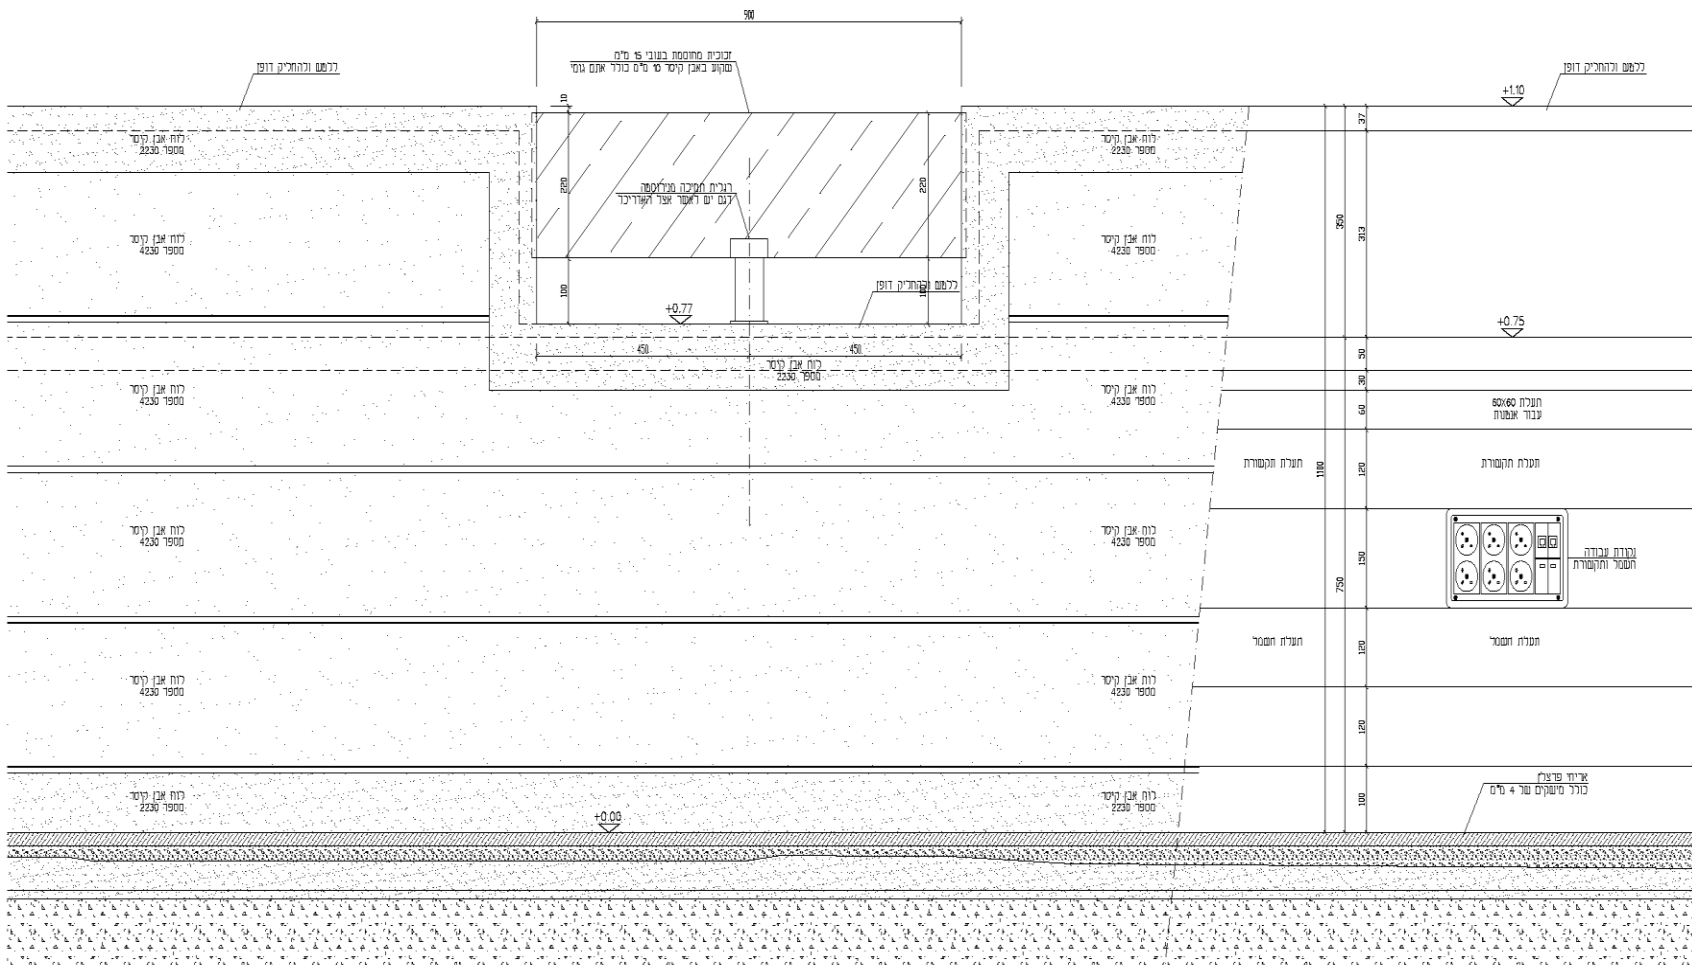 900
זכוכית מחוסמת בעובי 15 מ"מ
שקוע באבן קיסר 10 מ"מ כולל אתם גומי
ללטש ולהחליק דופן
ללטש ולהחליק דופן
+1.10
10
37
לוח אבן קיסר
מספר 2230
לוח אבן קיסר
מספר 2230
רגלית תמיכה מנירוסטה
דגם יש לאשר אצל האדריכל
220
220
350
313
לוח אבן קיסר
מספר 4230
לוח אבן קיסר
מספר 4230
ללטש ולהחליק דופן
100
100
+0.77
+0.75
450
450
50
לוח אבן קיסר
מספר 2230
30
לוח אבן קיסר
מספר 4230
לוח אבן קיסר
מספר 4230
60
תעלת 60X60
עבור אשפות
תעלת תקשורת
1100
120
תעלת תקשורת
לוח אבן קיסר
מספר 4230
לוח אבן קיסר
מספר 4230
150
נקודת עבודה
חשמל ותקשורת
750
תעלת חשמל
120
תעלת חשמל
לוח אבן קיסר
מספר 4230
לוח אבן קיסר
מספר 4230
120
אריחי פורצלן
כולל מישקים של 4 מ"מ
לוח אבן קיסר
מספר 2230
לוח אבן קיסר
מספר 2230
100
+0.00